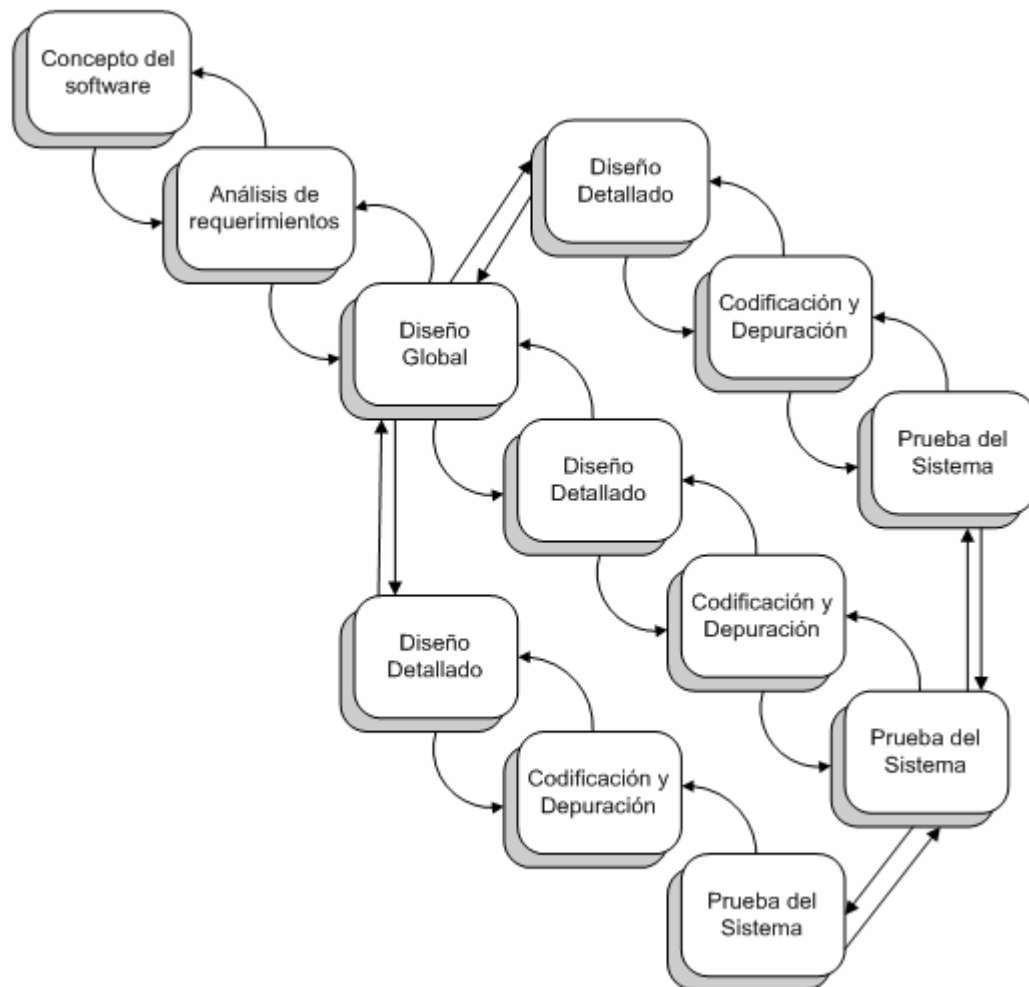 Concepto del
software
Análisis de
requerimientos
Diseño
Global
Diseño
Detallado
Codificación y
Depuración
Prueba del
Sistema
Diseño
Detallado
Codificación y
Depuración
Prueba del
Sistema
Diseño
Detallado
Codificación y
Depuración
Prueba del
Sistema